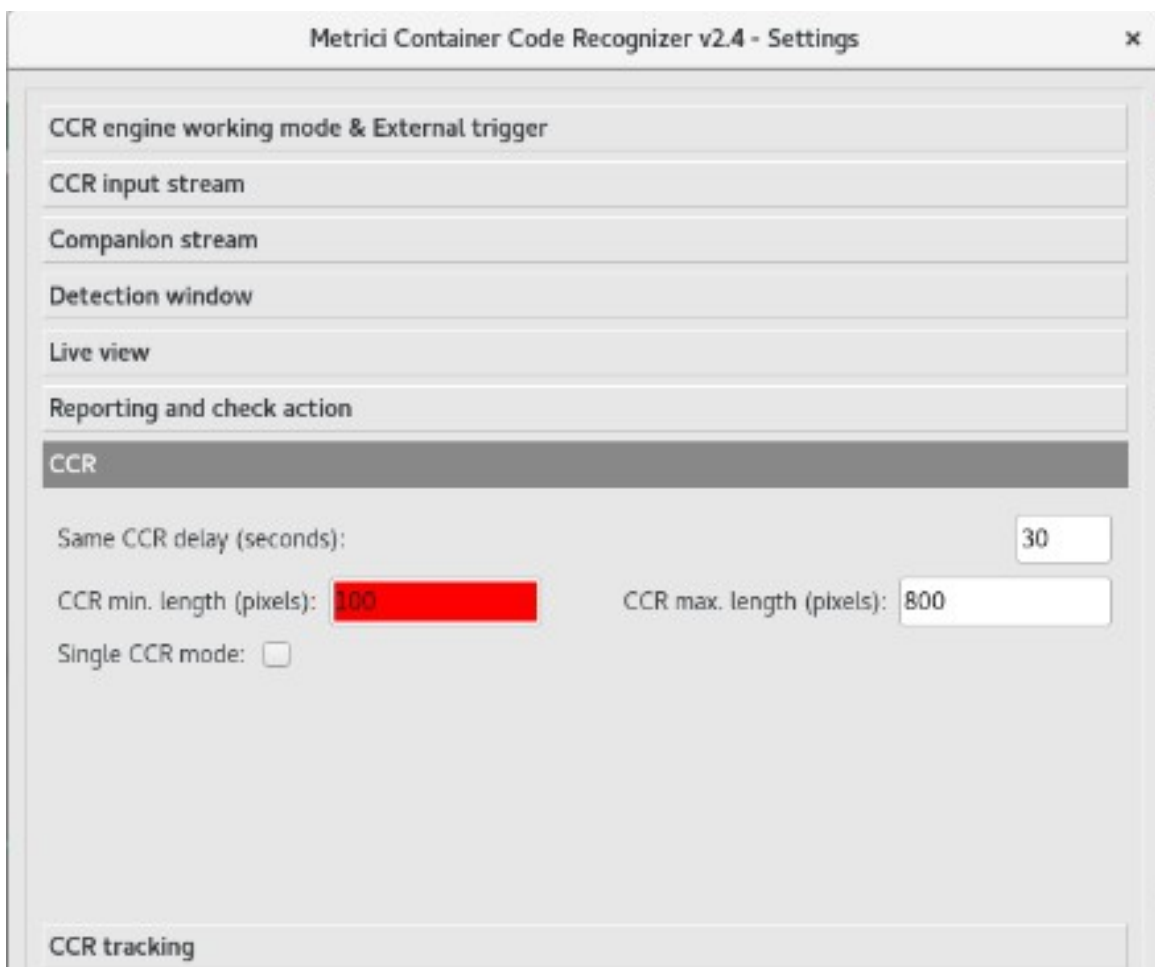 Metrici Container Code Recognizer v2.4 - Settings ×
CCR engine working mode & External trigger
CCR input stream
Companion stream
Detection window
Live view
Reporting and check action
CCR
Same CCR delay (seconds): 30
CCR min. length (pixels): 100 CCR max. length (pixels): 800
Single CCR mode:
CCR tracking